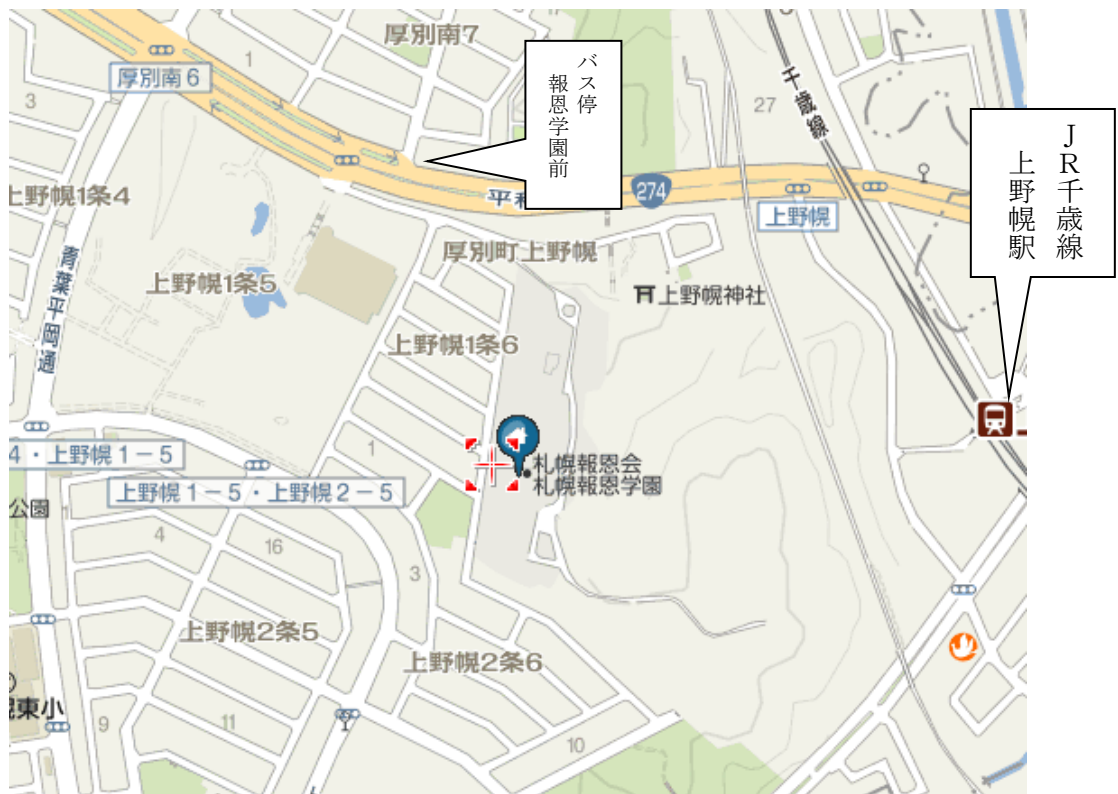 厚別南7
バス停
報恩学園前
厚別南6
1
3
千歳線
27
JR千歳線
上野幌駅
274
平和
上野幌
上野幌1条4
厚別町上野幌
上野幌1条5
上野幌神社
青葉平岡通
上野幌1条6
1
4・上野幌1-5
札幌報恩会
札幌報恩学園
上野幌1-5・上野幌2-5
公園
1
4
16
3
上野幌2条5
上野幌2条6
幌東小
9
11
10